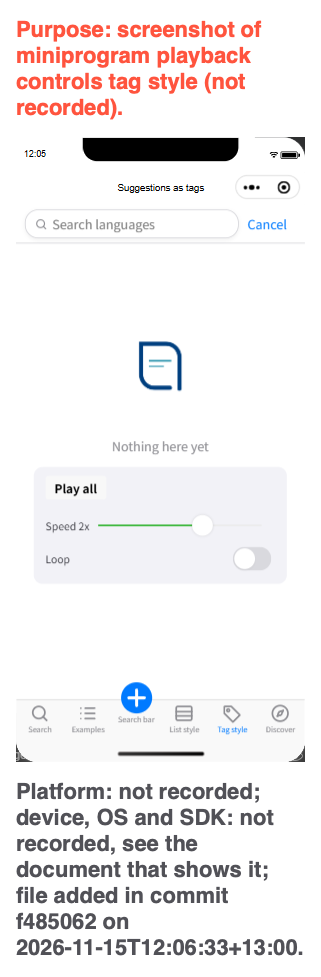 Purpose: screenshot of
miniprogram playback
controls tag style (not
recorded).
12:05
Suggestions as tags
Search languages
Cancel
Nothing here yet
Play all
Speed 2x
Loop
Search
Examples
Search bar
List style
Tag style
Discover
Platform: not recorded;
device, OS and SDK: not
recorded, see the
document that shows it;
file added in commit
f485062 on
2026-11-15T12:06:33+13:00.